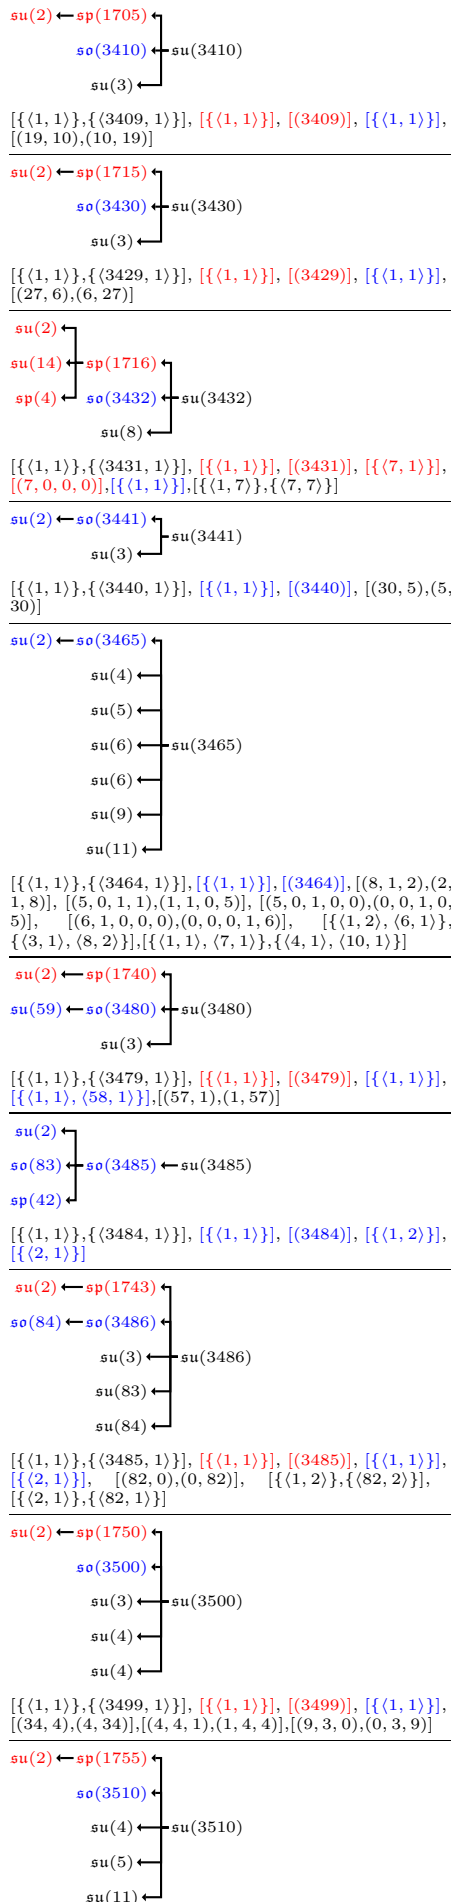 𝔰𝔲(2) 𝔰𝔭(1705)
𝔰𝔬(3410) 𝔰𝔲(3410)
𝔰𝔲(3)
[{⟨1, 1⟩},{⟨3409, 1⟩}], [{⟨1, 1⟩}], [(3409)], [{⟨1, 1⟩}],
[(19, 10),(10, 19)]
𝔰𝔲(2) 𝔰𝔭(1715)
𝔰𝔬(3430) 𝔰𝔲(3430)
𝔰𝔲(3)
[{⟨1, 1⟩},{⟨3429, 1⟩}], [{⟨1, 1⟩}], [(3429)], [{⟨1, 1⟩}],
[(27, 6),(6, 27)]
𝔰𝔲(2)
𝔰𝔲(14) 𝔰𝔭(1716)
𝔰𝔭(4) 𝔰𝔬(3432) 𝔰𝔲(3432)
𝔰𝔲(8)
[{⟨1, 1⟩},{⟨3431, 1⟩}], [{⟨1, 1⟩}], [(3431)], [{⟨7, 1⟩}],
[(7, 0, 0, 0)],[{⟨1, 1⟩}],[{⟨1, 7⟩},{⟨7, 7⟩}]
𝔰𝔲(2) 𝔰𝔬(3441)
𝔰𝔲(3441)
𝔰𝔲(3)
[{⟨1, 1⟩},{⟨3440, 1⟩}], [{⟨1, 1⟩}], [(3440)], [(30, 5),(5,
30)]
𝔰𝔲(2) 𝔰𝔬(3465)
𝔰𝔲(4)
𝔰𝔲(5)
𝔰𝔲(6) 𝔰𝔲(3465)
𝔰𝔲(6)
𝔰𝔲(9)
𝔰𝔲(11)
[{⟨1, 1⟩},{⟨3464, 1⟩}],[{⟨1, 1⟩}], [(3464)], [(8, 1, 2),(2,
1, 8)], [(5, 0, 1, 1),(1, 1, 0, 5)], [(5, 0, 1, 0, 0),(0, 0, 1, 0,
5)], [(6, 1, 0, 0, 0),(0, 0, 0, 1, 6)], [{⟨1, 2⟩, ⟨6, 1⟩},
{⟨3, 1⟩, ⟨8, 2⟩}],[{⟨1, 1⟩, ⟨7, 1⟩},{⟨4, 1⟩, ⟨10, 1⟩}]
𝔰𝔲(2) 𝔰𝔭(1740)
𝔰𝔲(59) 𝔰𝔬(3480) 𝔰𝔲(3480)
𝔰𝔲(3)
[{⟨1, 1⟩},{⟨3479, 1⟩}], [{⟨1, 1⟩}], [(3479)], [{⟨1, 1⟩}],
[{⟨1, 1⟩, ⟨58, 1⟩}],[(57, 1),(1, 57)]
𝔰𝔲(2)
𝔰𝔬(83) 𝔰𝔬(3485) 𝔰𝔲(3485)
𝔰𝔭(42)
[{⟨1, 1⟩},{⟨3484, 1⟩}], [{⟨1, 1⟩}], [(3484)], [{⟨1, 2⟩}],
[{⟨2, 1⟩}]
𝔰𝔲(2) 𝔰𝔭(1743)
𝔰𝔬(84) 𝔰𝔬(3486)
𝔰𝔲(3) 𝔰𝔲(3486)
𝔰𝔲(83)
𝔰𝔲(84)
[{⟨1, 1⟩},{⟨3485, 1⟩}], [{⟨1, 1⟩}], [(3485)], [{⟨1, 1⟩}],
[{⟨2, 1⟩}], [(82, 0),(0, 82)], [{⟨1, 2⟩},{⟨82, 2⟩}],
[{⟨2, 1⟩},{⟨82, 1⟩}]
𝔰𝔲(2) 𝔰𝔭(1750)
𝔰𝔬(3500)
𝔰𝔲(3) 𝔰𝔲(3500)
𝔰𝔲(4)
𝔰𝔲(4)
[{⟨1, 1⟩},{⟨3499, 1⟩}], [{⟨1, 1⟩}], [(3499)], [{⟨1, 1⟩}],
[(34, 4),(4, 34)],[(4, 4, 1),(1, 4, 4)],[(9, 3, 0),(0, 3, 9)]
𝔰𝔲(2) 𝔰𝔭(1755)
𝔰𝔬(3510)
𝔰𝔲(4) 𝔰𝔲(3510)
𝔰𝔲(5)
𝔰𝔲(11)